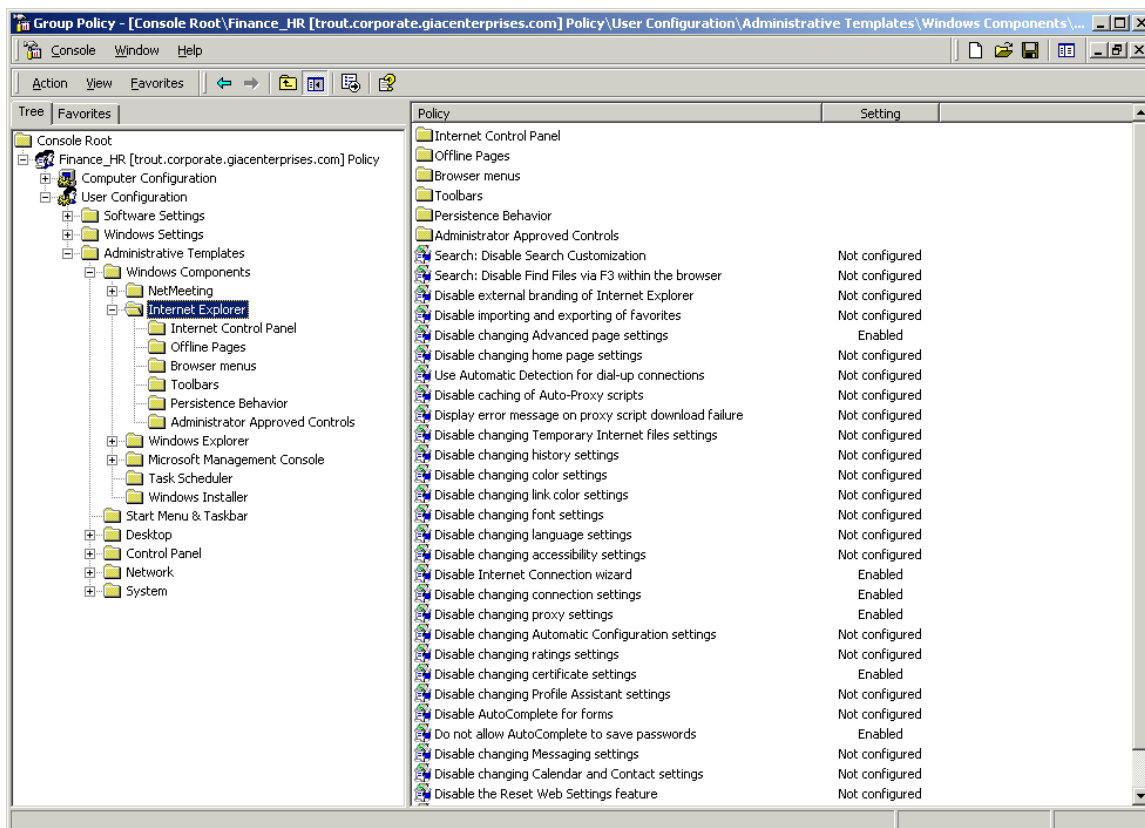 Group Policy - [Console Root\Finance_HR [trout.corporate.giacenterprises.com] Policy\User Configuration\Administrative Templates\Windows Components\...
Console Window Help
Action View Favorites
Tree Favorites
Console Root
Finance_HR [trout.corporate.giacenterprises.com] Policy
Computer Configuration
User Configuration
Software Settings
Windows Settings
Administrative Templates
Windows Components
NetMeeting
Internet Explorer
Internet Control Panel
Offline Pages
Browser menus
Toolbars
Persistence Behavior
Administrator Approved Controls
Windows Explorer
Microsoft Management Console
Task Scheduler
Windows Installer
Start Menu & Taskbar
Desktop
Control Panel
Network
System
Policy Setting
Internet Control Panel
Offline Pages
Browser menus
Toolbars
Persistence Behavior
Administrator Approved Controls
Search: Disable Search Customization Not configured
Search: Disable Find Files via F3 within the browser Not configured
Disable external branding of Internet Explorer Not configured
Disable importing and exporting of favorites Not configured
Disable changing Advanced page settings Enabled
Disable changing home page settings Not configured
Use Automatic Detection for dial-up connections Not configured
Disable caching of Auto-Proxy scripts Not configured
Display error message on proxy script download failure Not configured
Disable changing Temporary Internet files settings Not configured
Disable changing history settings Not configured
Disable changing color settings Not configured
Disable changing link color settings Not configured
Disable changing font settings Not configured
Disable changing language settings Not configured
Disable changing accessibility settings Not configured
Disable Internet Connection wizard Enabled
Disable changing connection settings Enabled
Disable changing proxy settings Enabled
Disable changing Automatic Configuration settings Not configured
Disable changing ratings settings Not configured
Disable changing certificate settings Enabled
Disable changing Profile Assistant settings Not configured
Disable AutoComplete for forms Not configured
Do not allow AutoComplete to save passwords Enabled
Disable changing Messaging settings Not configured
Disable changing Calendar and Contact settings Not configured
Disable the Reset Web Settings feature Not configured